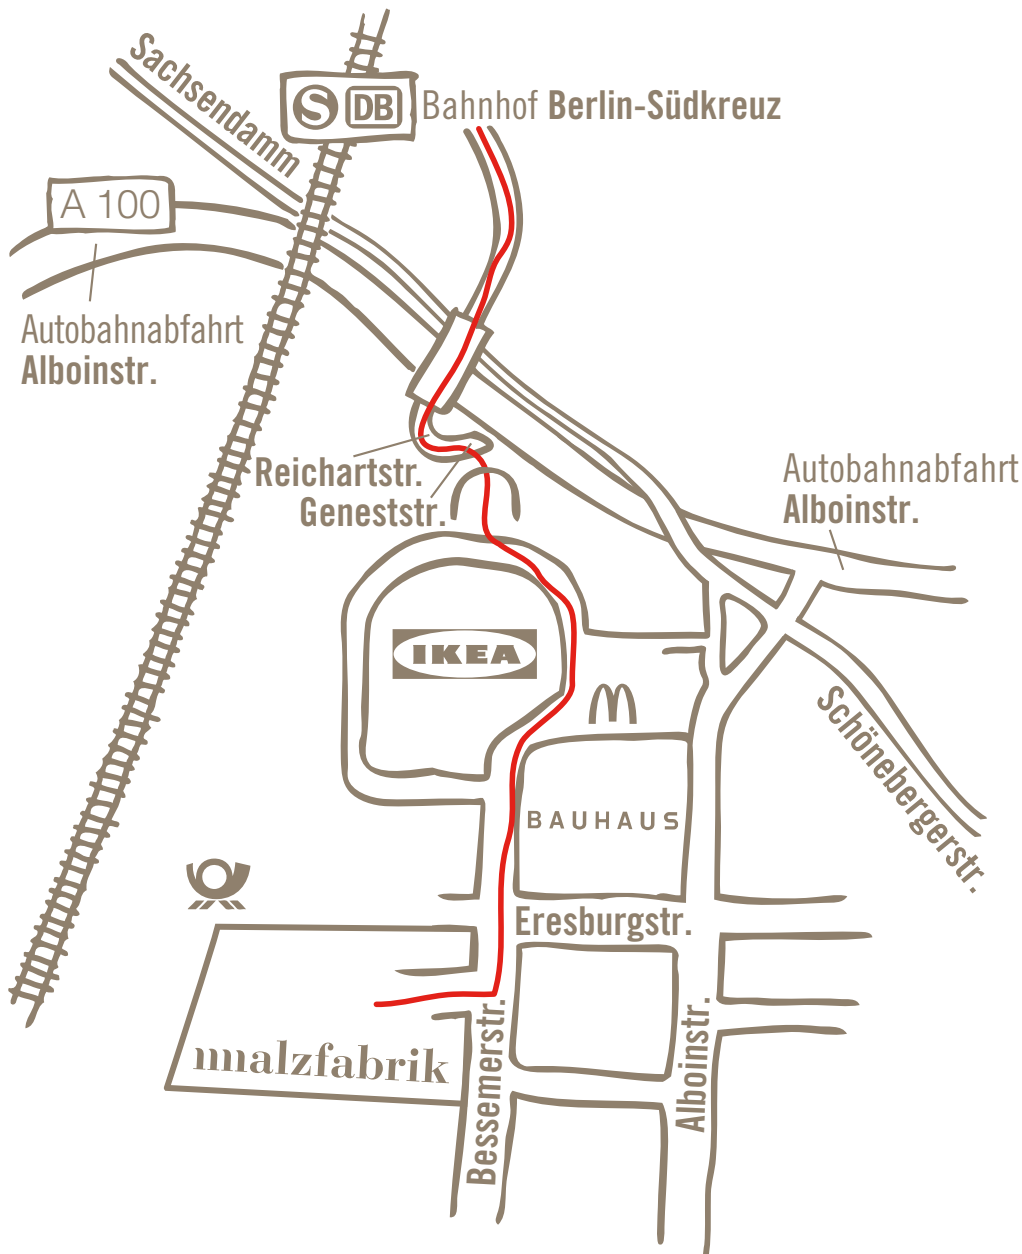 Sachsendamm
S DB Bahnhof Berlin-Südkreuz
A 100
Autobahnabfahrt
Alboinstr.
Reichartstr.
Geneststr.
Autobahnabfahrt
Alboinstr.
IKEA
Schönebergerstr.
BAUHAUS
Eresburgstr.
malzfabrik
Bessemerstr.
Alboinstr.